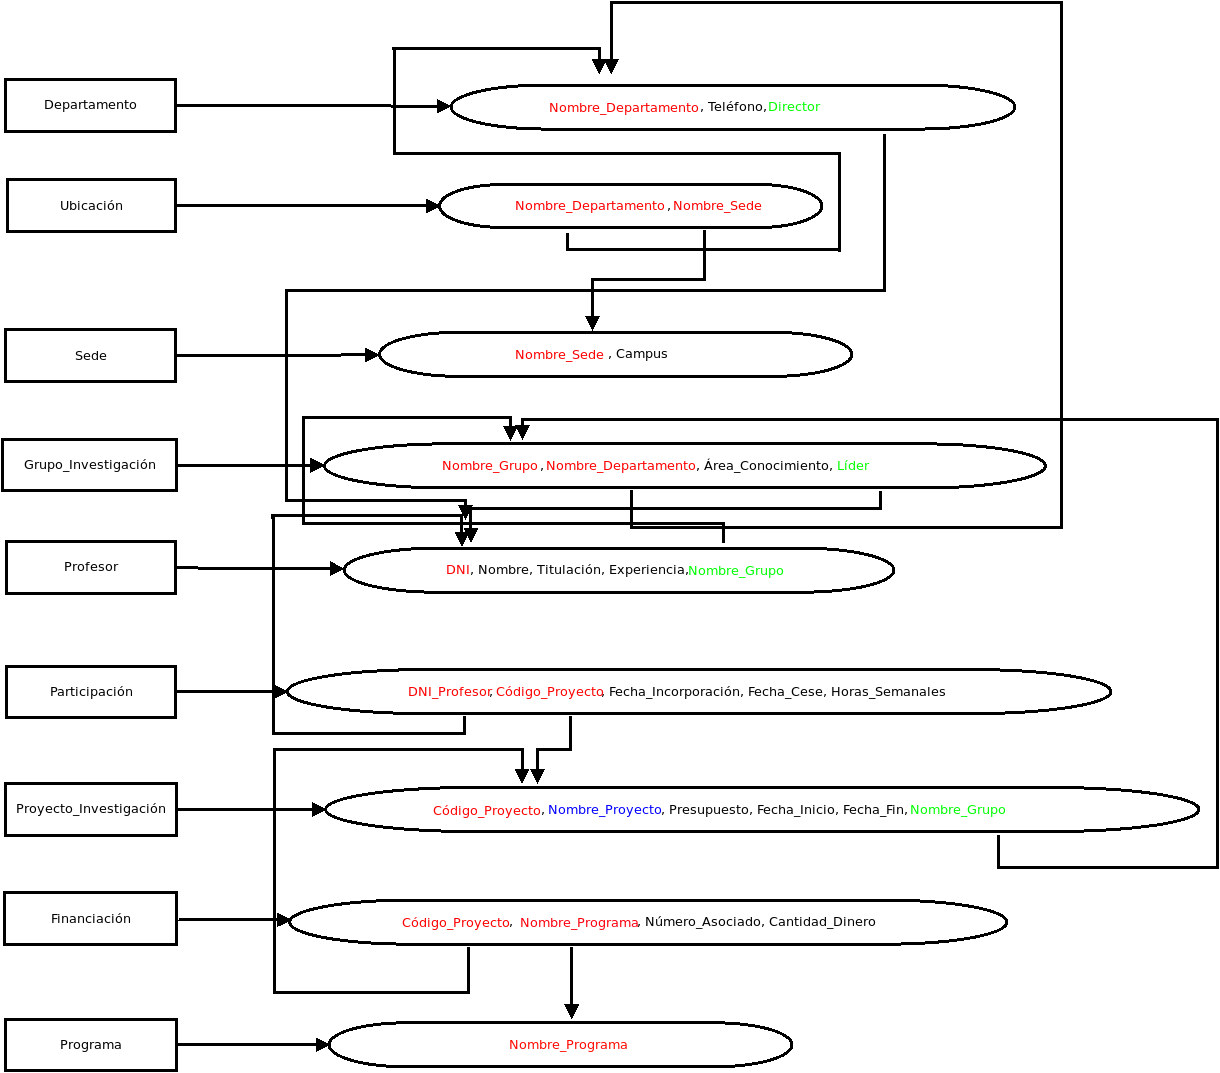 Departamento
Nombre_Departamento, Teléfono,Director
Ubicación
Nombre_Departamento,Nombre_Sede
Sede
Nombre_Sede , Campus
Grupo_Investigación
Nombre_Grupo,Nombre_Departamento, Área_Conocimiento, Líder
Profesor
DNI, Nombre, Titulación, Experiencia,Nombre_Grupo
Participación
DNI_Profesor, Código_Proyecto, Fecha_Incorporación, Fecha_Cese, Horas_Semanales
Proyecto_Investigación
Código_Proyecto, Nombre_Proyecto, Presupuesto, Fecha_Inicio, Fecha_Fin, Nombre_Grupo
Financiación
Código_Proyecto, Nombre_Programa, Número_Asociado, Cantidad_Dinero
Programa
Nombre_Programa